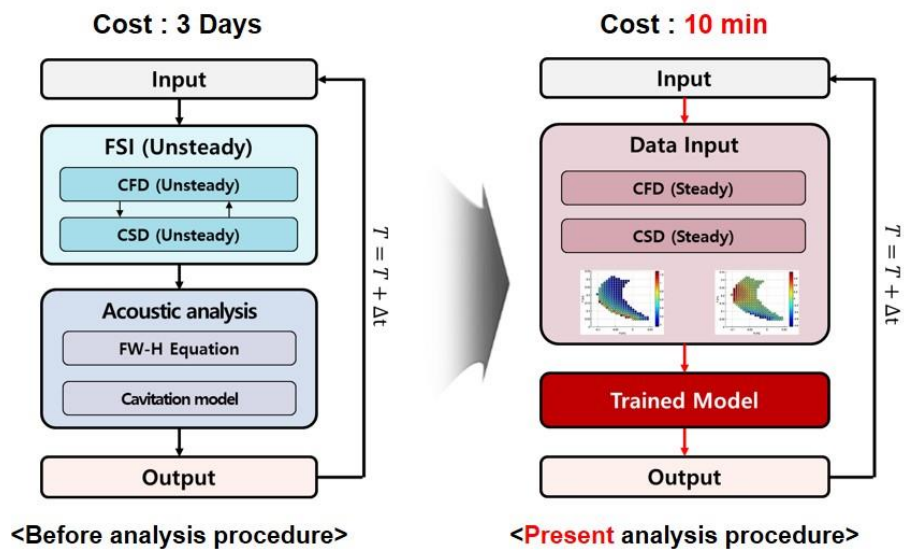 Cost : 3 Days
Input
FSI (Unsteady)
CFD (Unsteady)
CSD (Unsteady)
Acoustic analysis
FW-H Equation
Cavitation model
Output
T = T + Δt
<Before analysis procedure>
Cost : 10 min
Input
Data Input
CFD (Steady)
CSD (Steady)
Trained Model
Output
T = T + Δt
<Present analysis procedure>